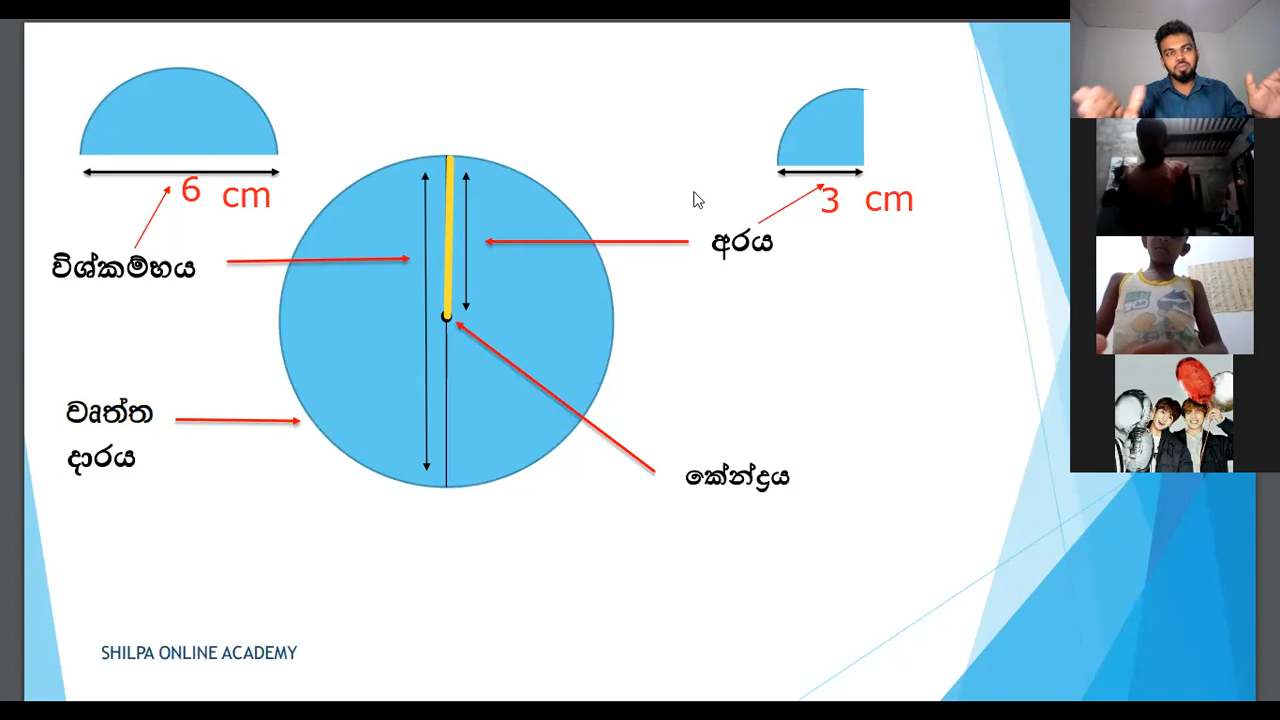 6 cm
විශ්කම්භය
3 cm
අරය
වෘත්ත
දාරය
කේන්ද්‍රය
SHILPA ONLINE ACADEMY